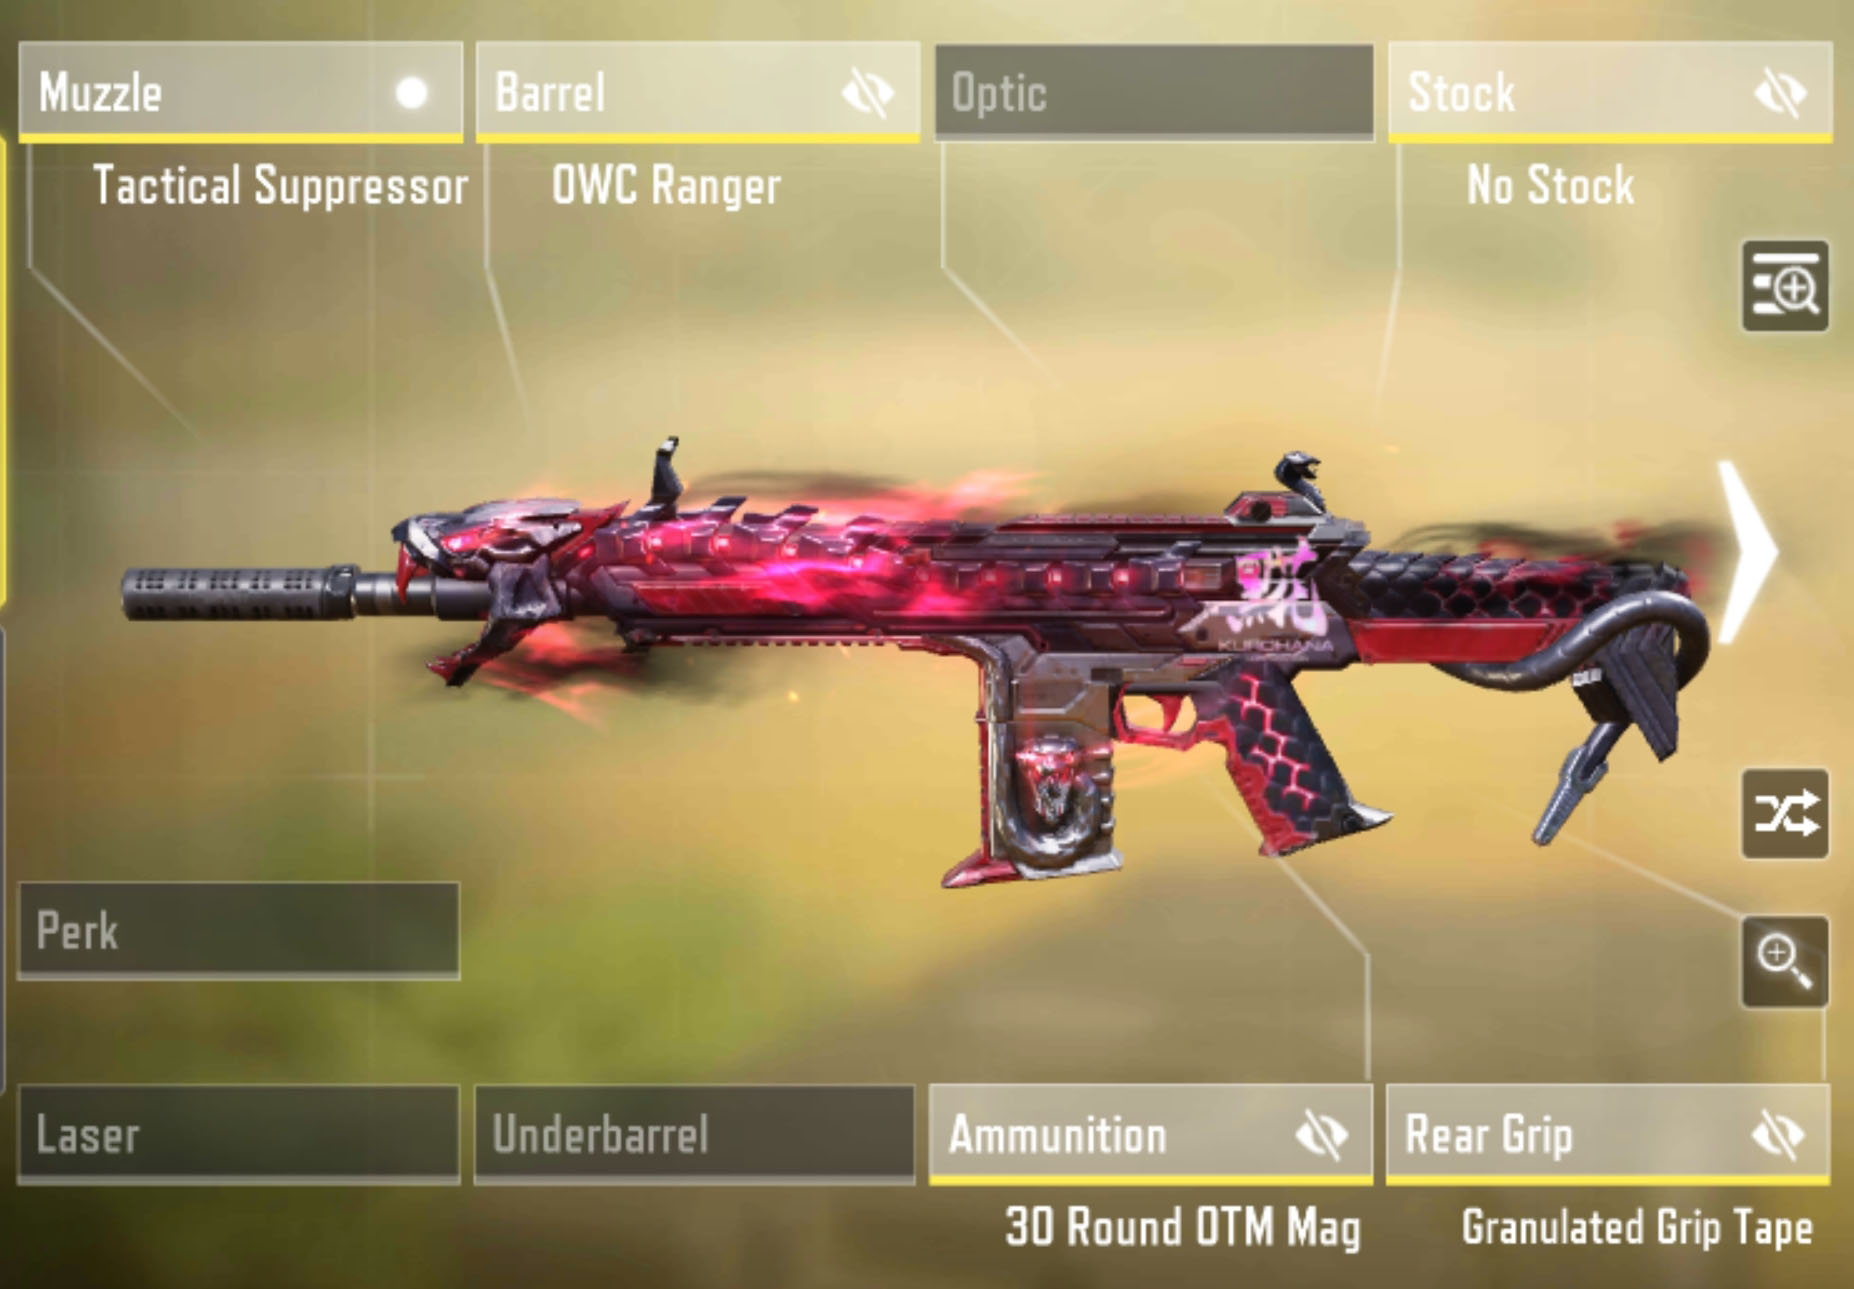 Muzzle
Barrel
Optic
Stock
Tactical Suppressor
OWC Ranger
No Stock
KUROHANA
Perk
Laser
Underbarrel
Ammunition
Rear Grip
30 Round OTM Mag
Granulated Grip Tape